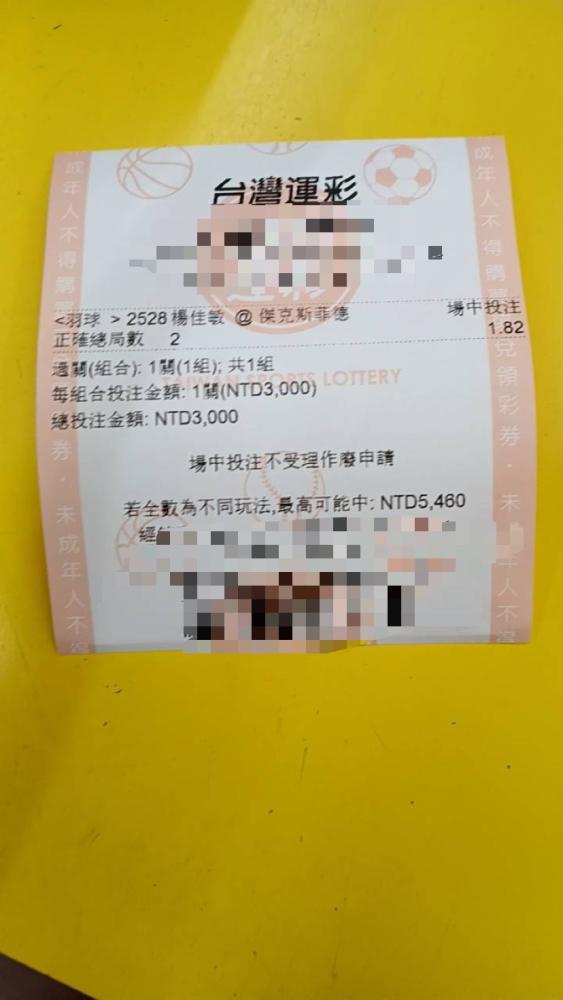 台灣運彩
<羽球 > 2528 楊佳敏 @ 傑克斯菲德 場中投注
正確總局數 2 1.82
過關(組合): 1關(1組); 共1組
TAIWAN SPORTS LOTTERY
每組合投注金額: 1關(NTD3,000)
總投注金額: NTD3,000
場中投注不受理作廢申請
若全數為不同玩法,最高可能中: NTD5,460
經銷
成年人不得購
券・未成年人不得
成年人不得購
兌領彩券・未
年人不得